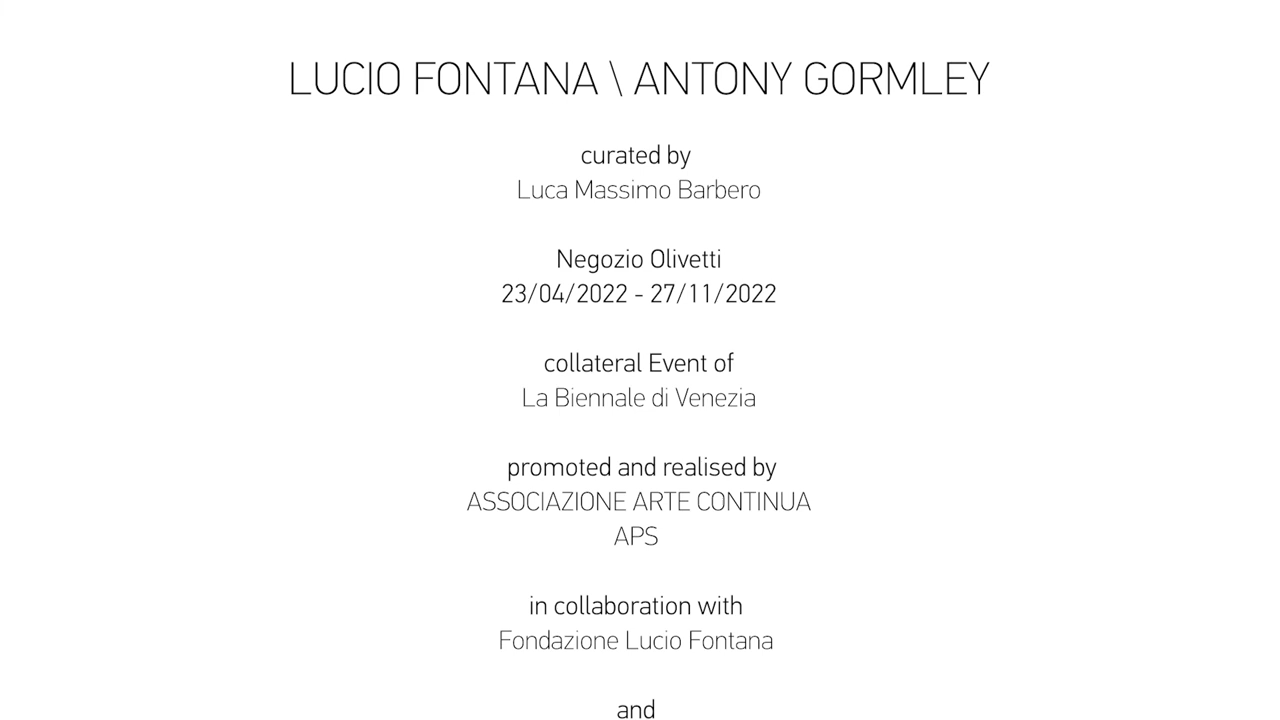 LUCIO FONTANA \ ANTONY GORMLEY
curated by
Luca Massimo Barbero
Negozio Olivetti
23/04/2022 - 27/11/2022
collateral Event of
La Biennale di Venezia
promoted and realised by
ASSOCIAZIONE ARTE CONTINUA
APS
in collaboration with
Fondazione Lucio Fontana
and